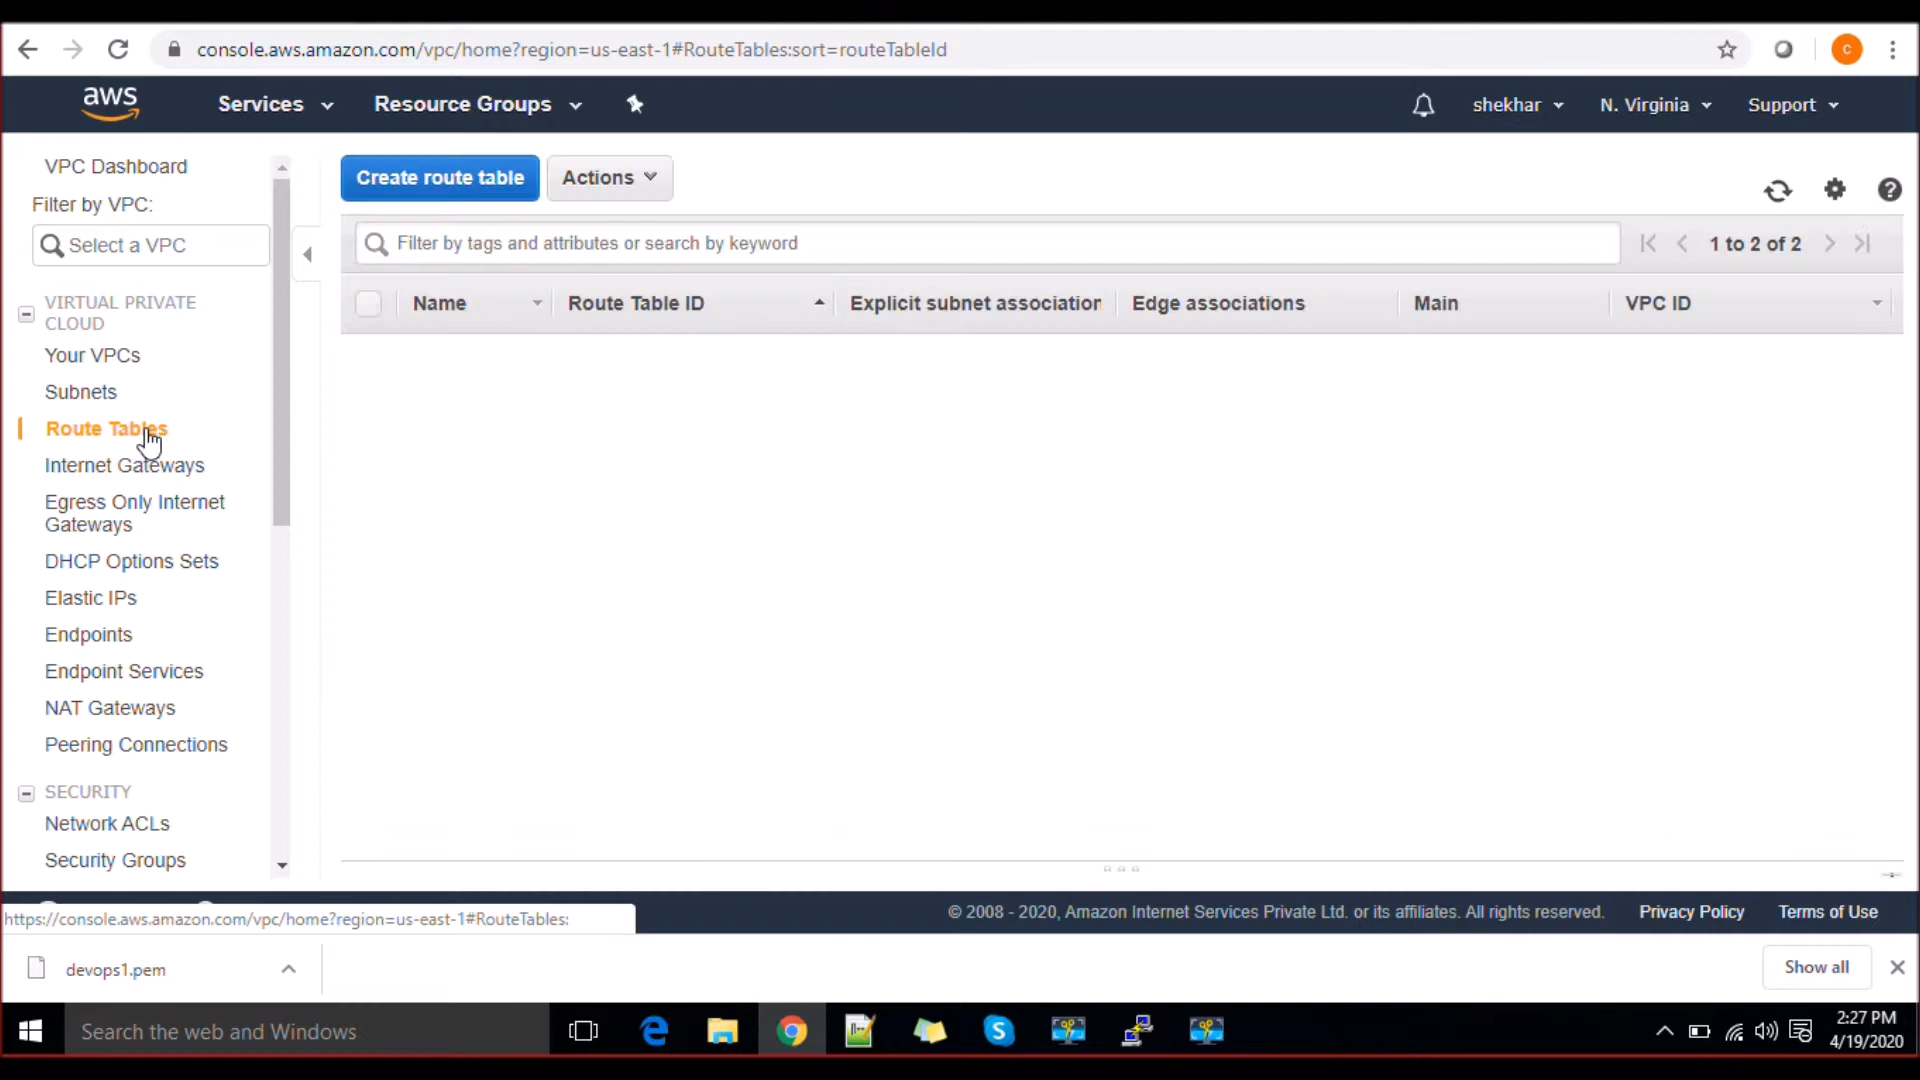 console.aws.amazon.com/vpc/home?region=us-east-1#RouteTables:sort=routeTableId
C
aws
Services
Resource Groups
shekhar
N. Virginia
Support
VPC Dashboard
Filter by VPC:
Select a VPC
VIRTUAL PRIVATE
CLOUD
Your VPCs
Subnets
Route Tables
Internet Gateways
Egress Only Internet
Gateways
DHCP Options Sets
Elastic IPs
Endpoints
Endpoint Services
NAT Gateways
Peering Connections
SECURITY
Network ACLs
Security Groups
Create route table
Actions
Filter by tags and attributes or search by keyword
1 to 2 of 2
Name
Route Table ID
Explicit subnet association
Edge associations
Main
VPC ID
© 2008 - 2020, Amazon Internet Services Private Ltd. or its affiliates. All rights reserved.
Privacy Policy
Terms of Use
https://console.aws.amazon.com/vpc/home?region=us-east-1#RouteTables:
devops1.pem
Show all
Search the web and Windows
2:27 PM
4/19/2020